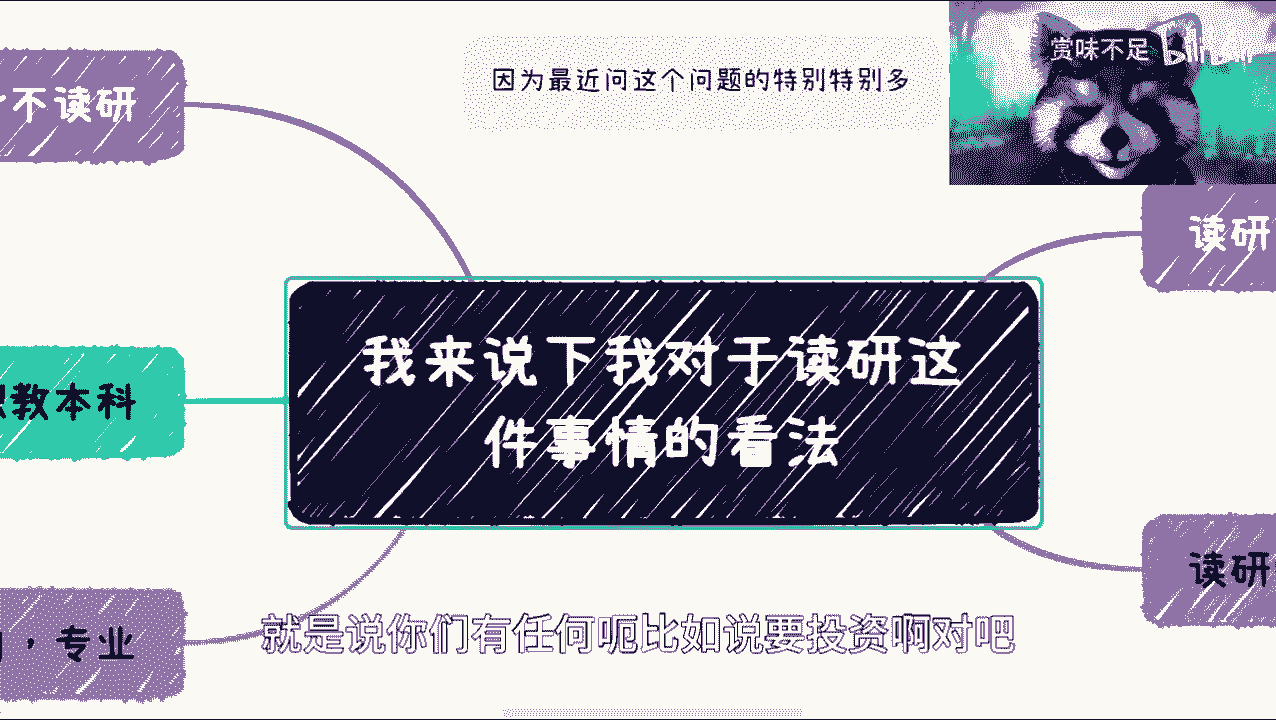 不读研
因为最近问这个问题的特别特别多
赏味不足 bilibili
读研
我来说下我对于读研这
件事情的看法
教本科
读研
，专业
就是说你们有任何呃比如说要投资啊对吧